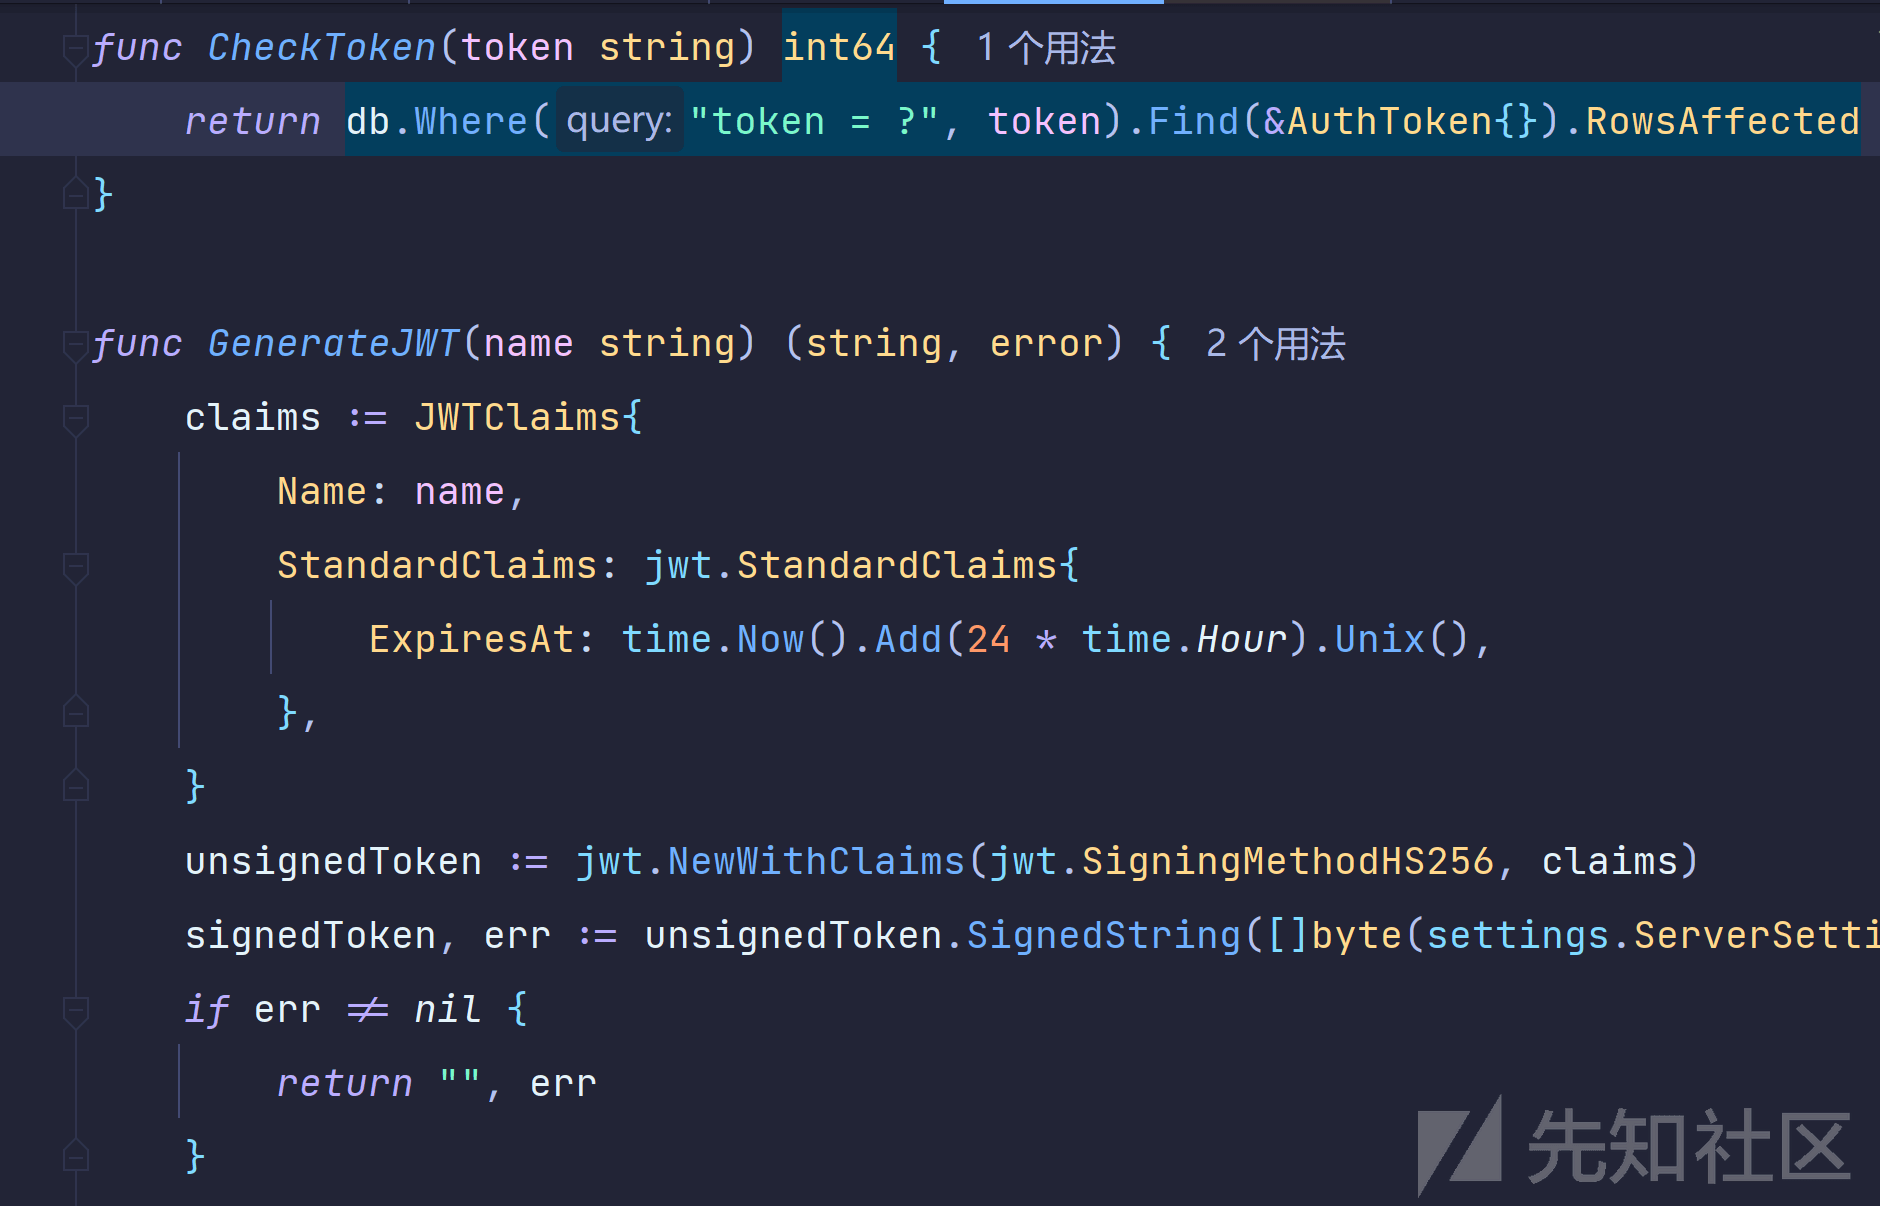 func CheckToken(token string) int64 { 1 个用法
    return db.Where( query: "token = ?", token).Find(&AuthToken{}).RowsAffected
}
func GenerateJWT(name string) (string, error) { 2 个用法
    claims := JWTClaims{
        Name: name,
        StandardClaims: jwt.StandardClaims{
            ExpiresAt: time.Now().Add(24 * time.Hour).Unix(),
        },
    }
    unsignedToken := jwt.NewWithClaims(jwt.SigningMethodHS256, claims)
    signedToken, err := unsignedToken.SignedString([]byte(settings.ServerSetti
    if err != nil {
        return "", err
    }
先知社区